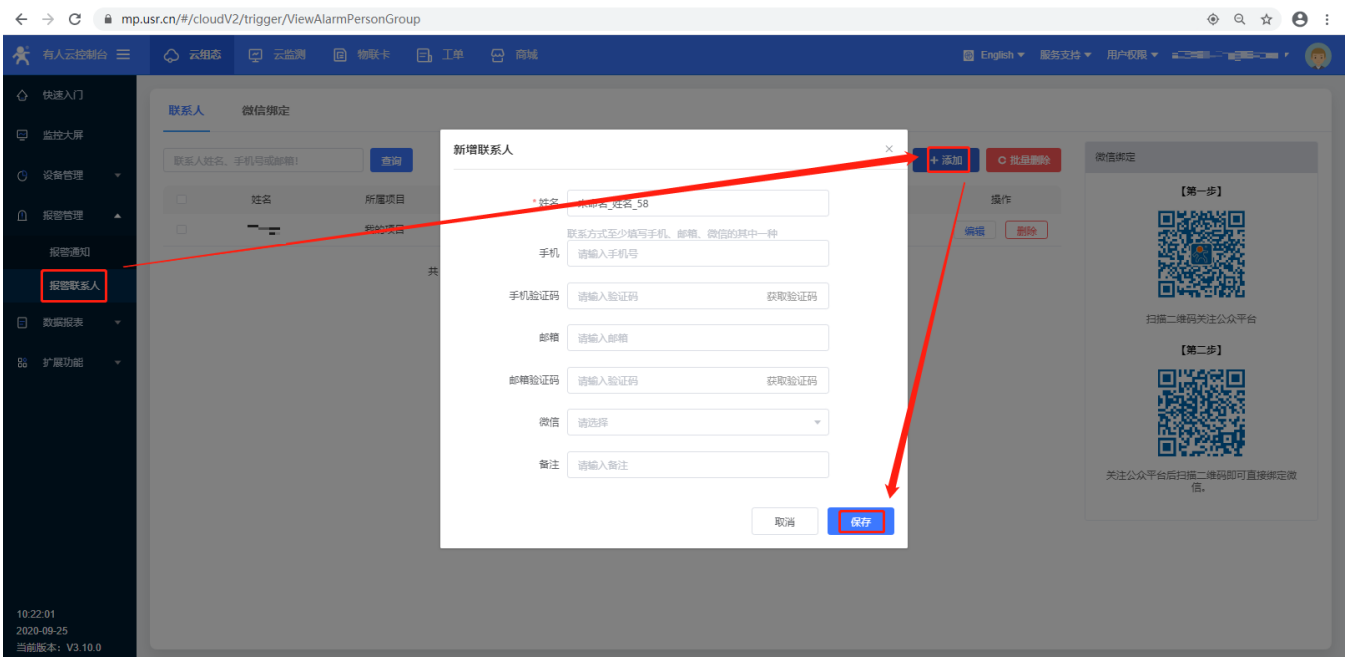 mp.usr.cn/#/cloudV2/trigger/ViewAlarmPersonGroup
有人云控制台 云组态 云监测 物联卡 工单 商城 English 服务支持 用户权限
快速入门
监控大屏
设备管理
报警管理
报警通知
报警联系人
数据报表
扩展功能
10:22:01
2020-09-25
当前版本：V3.10.0
联系人 微信绑定
联系人姓名、手机号或邮箱! 查询 + 添加 C 批量删除
姓名 所属项目 操作
我的项目 编辑 删除
共
新增联系人 ×
*姓名 未命名_姓名_58
联系方式至少填写手机、邮箱、微信的其中一种
手机 请输入手机号
手机验证码 请输入验证码 获取验证码
邮箱 请输入邮箱
邮箱验证码 请输入验证码 获取验证码
微信 请选择
备注 请输入备注
取消 保存
微信绑定
【第一步】
扫描二维码关注公众平台
【第二步】
关注公众平台后扫描二维码即可直接绑定微
信。